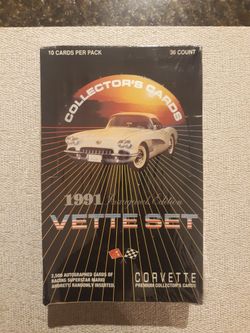 10 CARDS PER PACK
36 COUNT
COLLECTOR'S CARDS
1991 Inaugural Edition
VETTE SET
2,500 AUTOGRAPHED CARDS OF
RACING SUPERSTAR MARIO
ANDRETTI RANDOMLY INSERTED.
CORVETTE
PREMIUM COLLECTOR'S CARDS